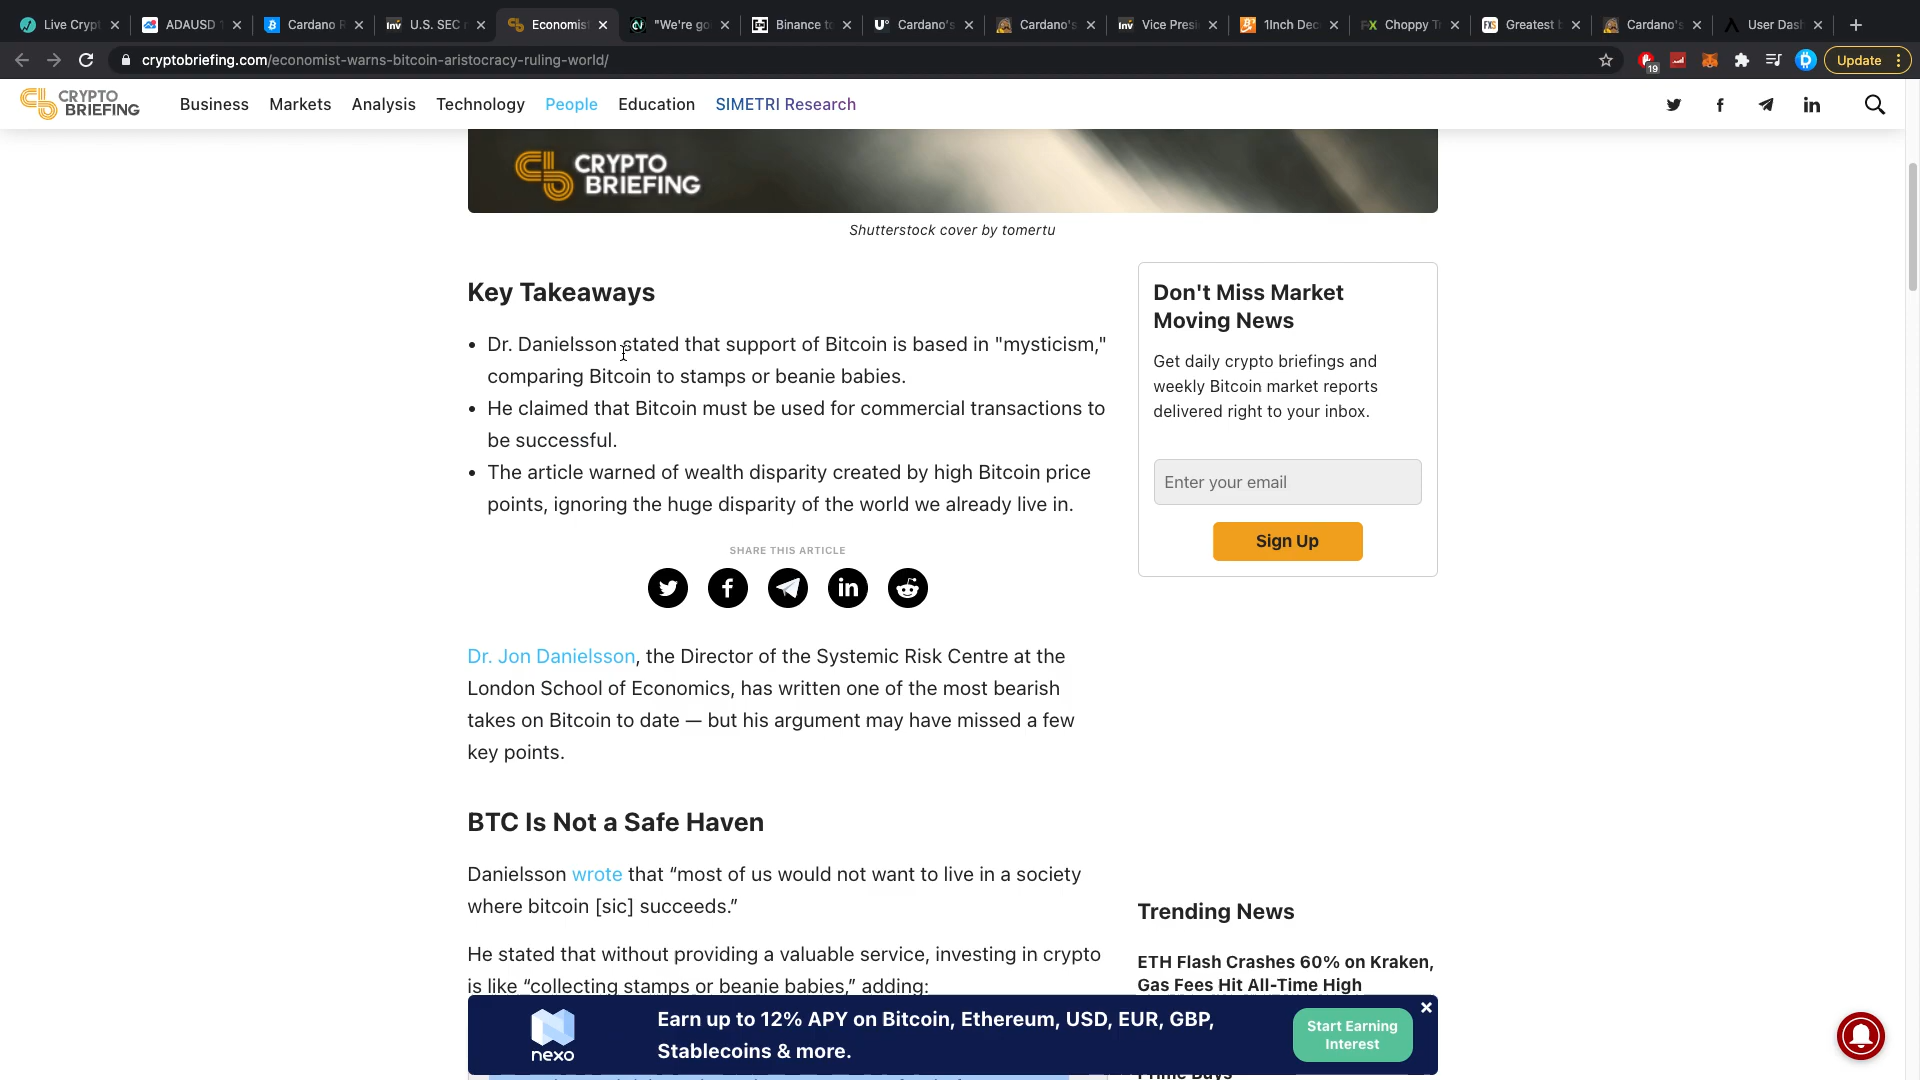 Live Crypt
ADAUSD 1
Cardano R
U.S. SEC
Economist
"We're go
Binance to
Cardano's
Cardano's
Vice Presi
1Inch Dec
Choppy T
Greatest b
Cardano's
User Das
cryptobriefing.com/economist-warns-bitcoin-aristocracy-ruling-world/
19
Update
CRYPTO
BRIEFING
Business
Markets
Analysis
Technology
People
Education
SIMETRI Research
CRYPTO
BRIEFING
Shutterstock cover by tomertu
Key Takeaways
• Dr. Danielsson stated that support of Bitcoin is based in "mysticism,"
comparing Bitcoin to stamps or beanie babies.
• He claimed that Bitcoin must be used for commercial transactions to
be successful.
• The article warned of wealth disparity created by high Bitcoin price
points, ignoring the huge disparity of the world we already live in.
SHARE THIS ARTICLE
Dr. Jon Danielsson, the Director of the Systemic Risk Centre at the
London School of Economics, has written one of the most bearish
takes on Bitcoin to date — but his argument may have missed a few
key points.
BTC Is Not a Safe Haven
Danielsson wrote that “most of us would not want to live in a society
where bitcoin [sic] succeeds.”
He stated that without providing a valuable service, investing in crypto
is like “collecting stamps or beanie babies,” adding:
Don't Miss Market
Moving News
Get daily crypto briefings and
weekly Bitcoin market reports
delivered right to your inbox.
Enter your email
Sign Up
Trending News
ETH Flash Crashes 60% on Kraken,
Gas Fees Hit All-Time High
nexo
Earn up to 12% APY on Bitcoin, Ethereum, USD, EUR, GBP,
Stablecoins & more.
Start Earning
Interest